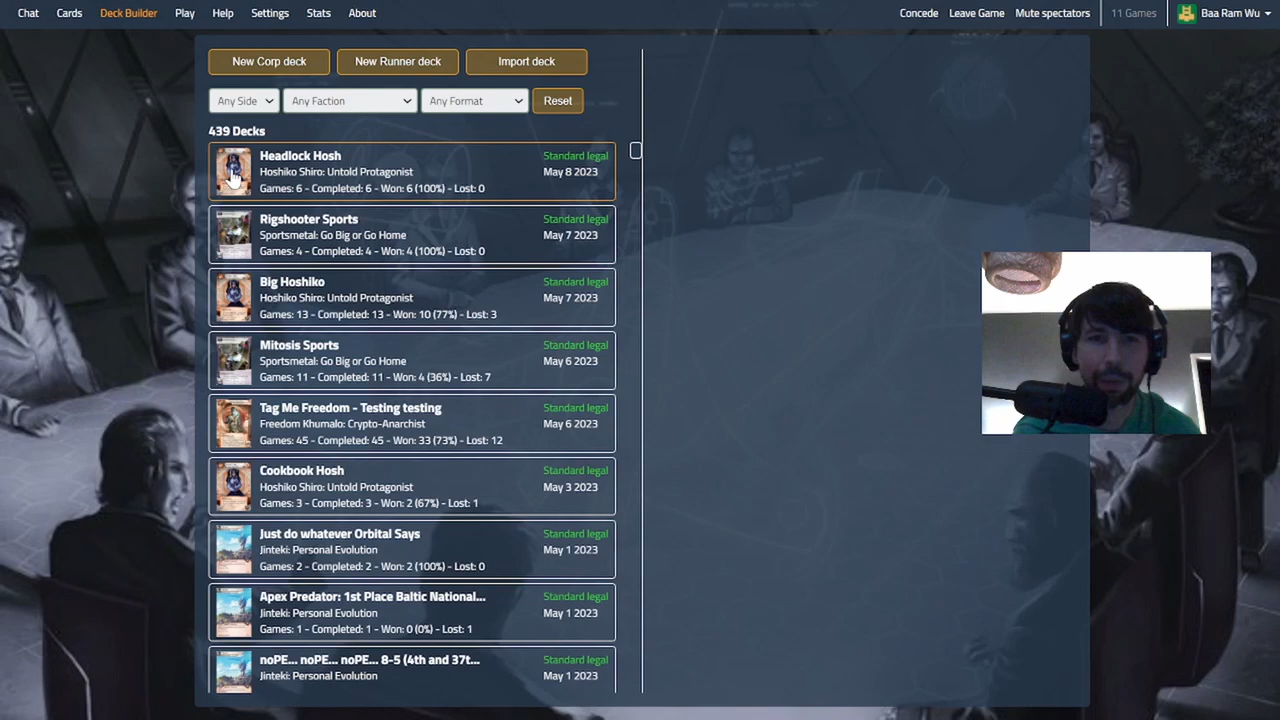 Chat Cards Deck Builder Play Help Settings Stats About Concede Leave Game Mute spectators 11 Games Baa Ram Wu
New Corp deck New Runner deck Import deck
Any Side Any Faction Any Format Reset
439 Decks
Headlock Hosh Standard legal
Hoshiko Shiro: Untold Protagonist May 8 2023
Games: 6 - Completed: 6 - Won: 6 (100%) - Lost: 0
Rigshooter Sports Standard legal
Sportsmetal: Go Big or Go Home May 7 2023
Games: 4 - Completed: 4 - Won: 4 (100%) - Lost: 0
Big Hoshiko Standard legal
Hoshiko Shiro: Untold Protagonist May 7 2023
Games: 13 - Completed: 13 - Won: 10 (77%) - Lost: 3
Mitosis Sports Standard legal
Sportsmetal: Go Big or Go Home May 6 2023
Games: 11 - Completed: 11 - Won: 4 (36%) - Lost: 7
Tag Me Freedom - Testing testing Standard legal
Freedom Khumalo: Crypto-Anarchist May 6 2023
Games: 45 - Completed: 45 - Won: 33 (73%) - Lost: 12
Cookbook Hosh Standard legal
Hoshiko Shiro: Untold Protagonist May 3 2023
Games: 3 - Completed: 3 - Won: 2 (67%) - Lost: 1
Just do whatever Orbital Says Standard legal
Jinteki: Personal Evolution May 1 2023
Games: 2 - Completed: 2 - Won: 2 (100%) - Lost: 0
Apex Predator: 1st Place Baltic National... Standard legal
Jinteki: Personal Evolution May 1 2023
Games: 1 - Completed: 1 - Won: 0 (0%) - Lost: 1
noPE... noPE... noPE... 8-5 (4th and 37t... Standard legal
Jinteki: Personal Evolution May 1 2023